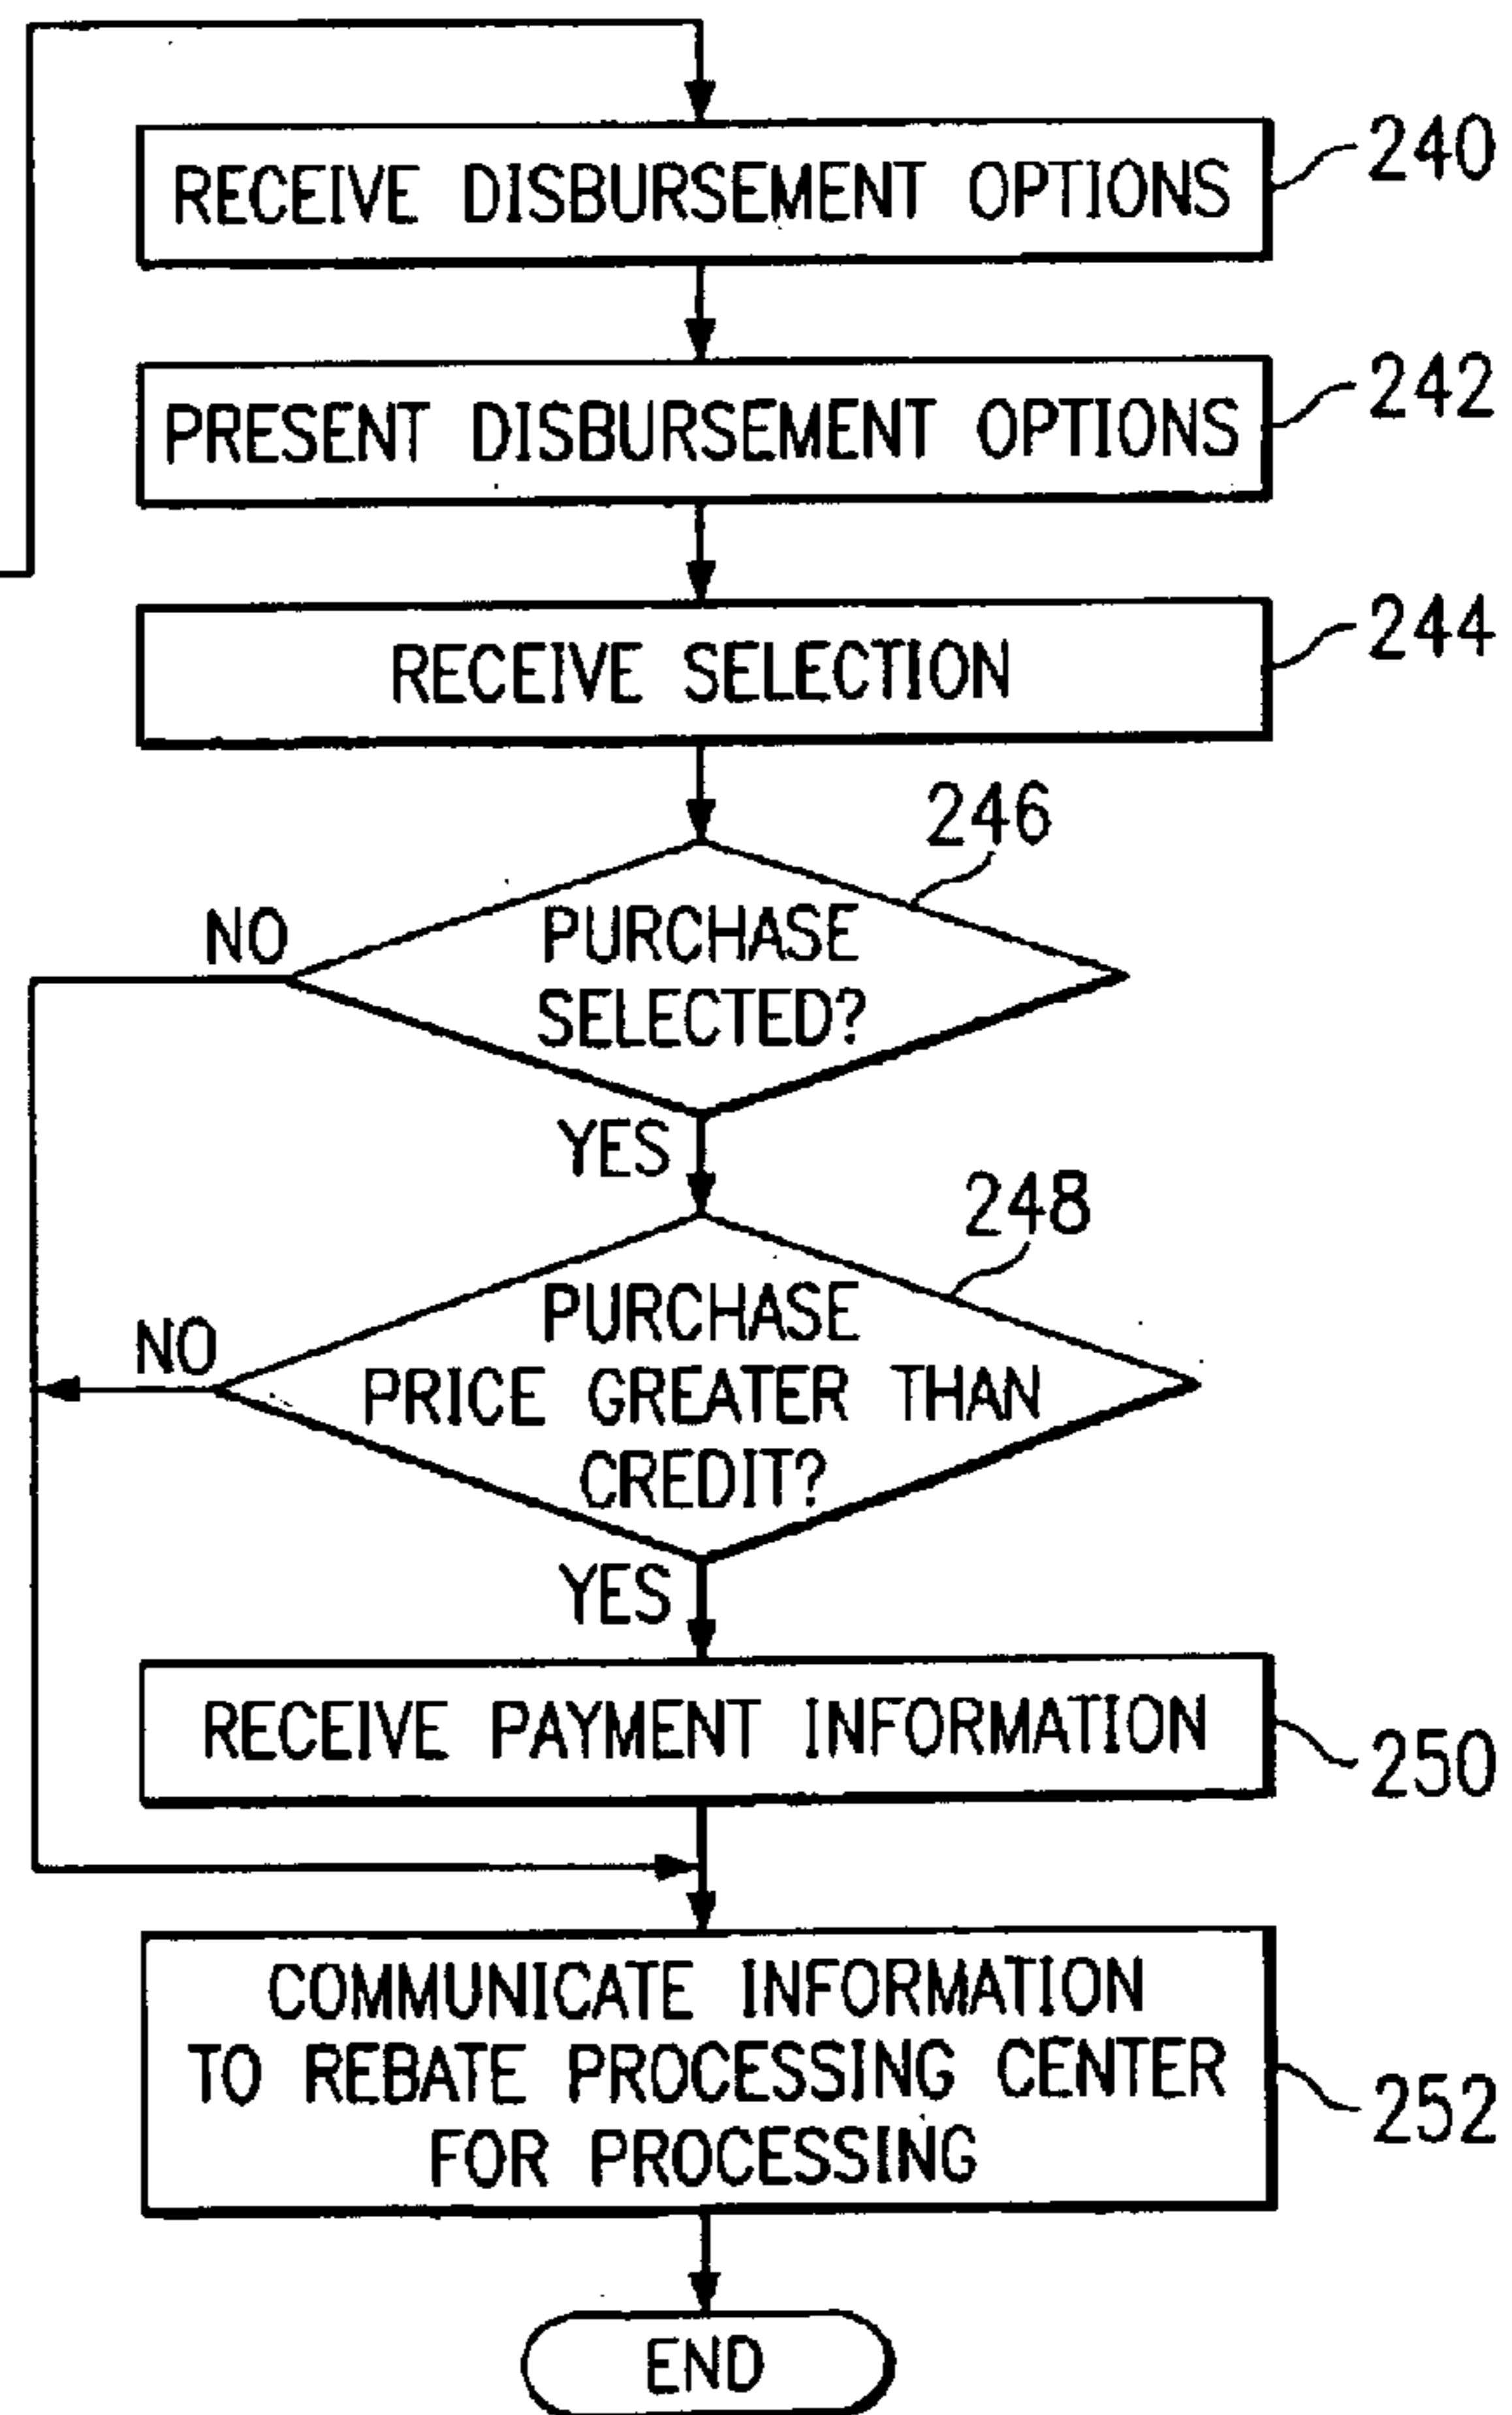 RECEIVE DISBURSEMENT OPTIONS
240
PRESENT DISBURSEMENT OPTIONS
242
RECEIVE SELECTION
244
246
NO
PURCHASE
SELECTED?
YES
248
NO
PURCHASE
PRICE GREATER THAN
CREDIT?
YES
RECEIVE PAYMENT INFORMATION
250
COMMUNICATE INFORMATION
TO REBATE PROCESSING CENTER
FOR PROCESSING
252
END